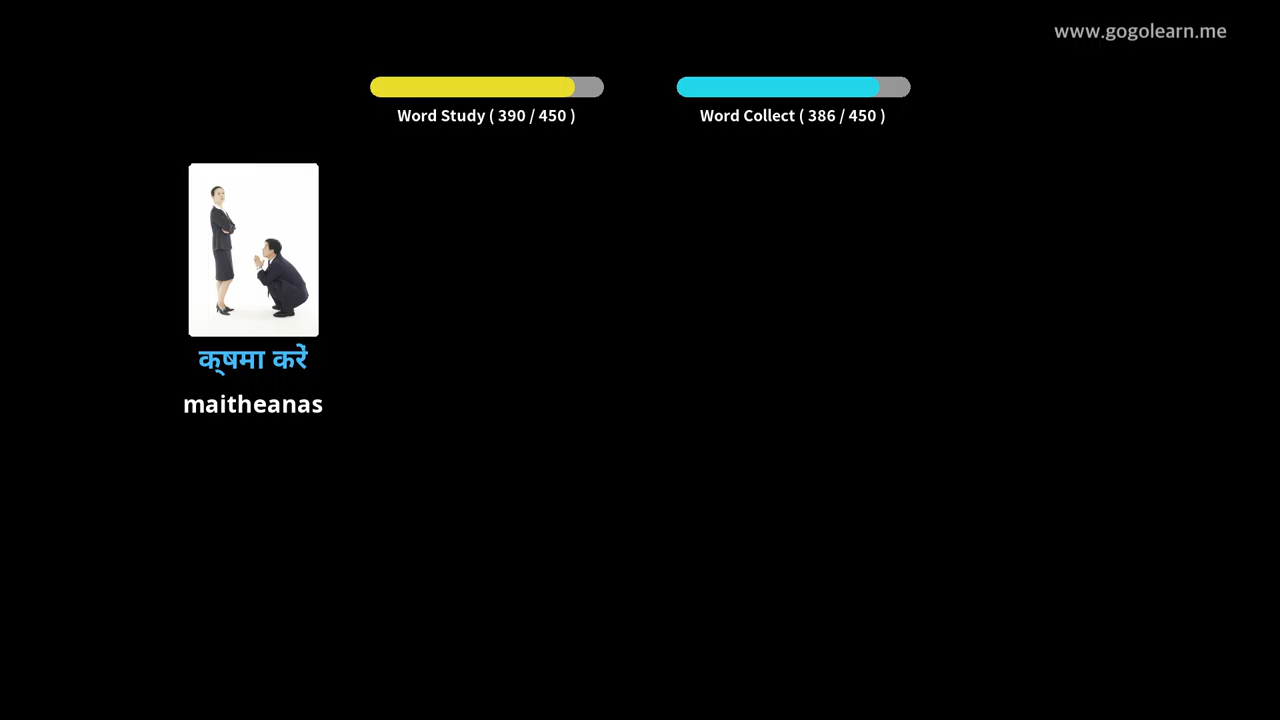 www.gogolearn.me
Word Study ( 390 / 450 )
Word Collect ( 386 / 450 )
क्षमा करें
maitheanas